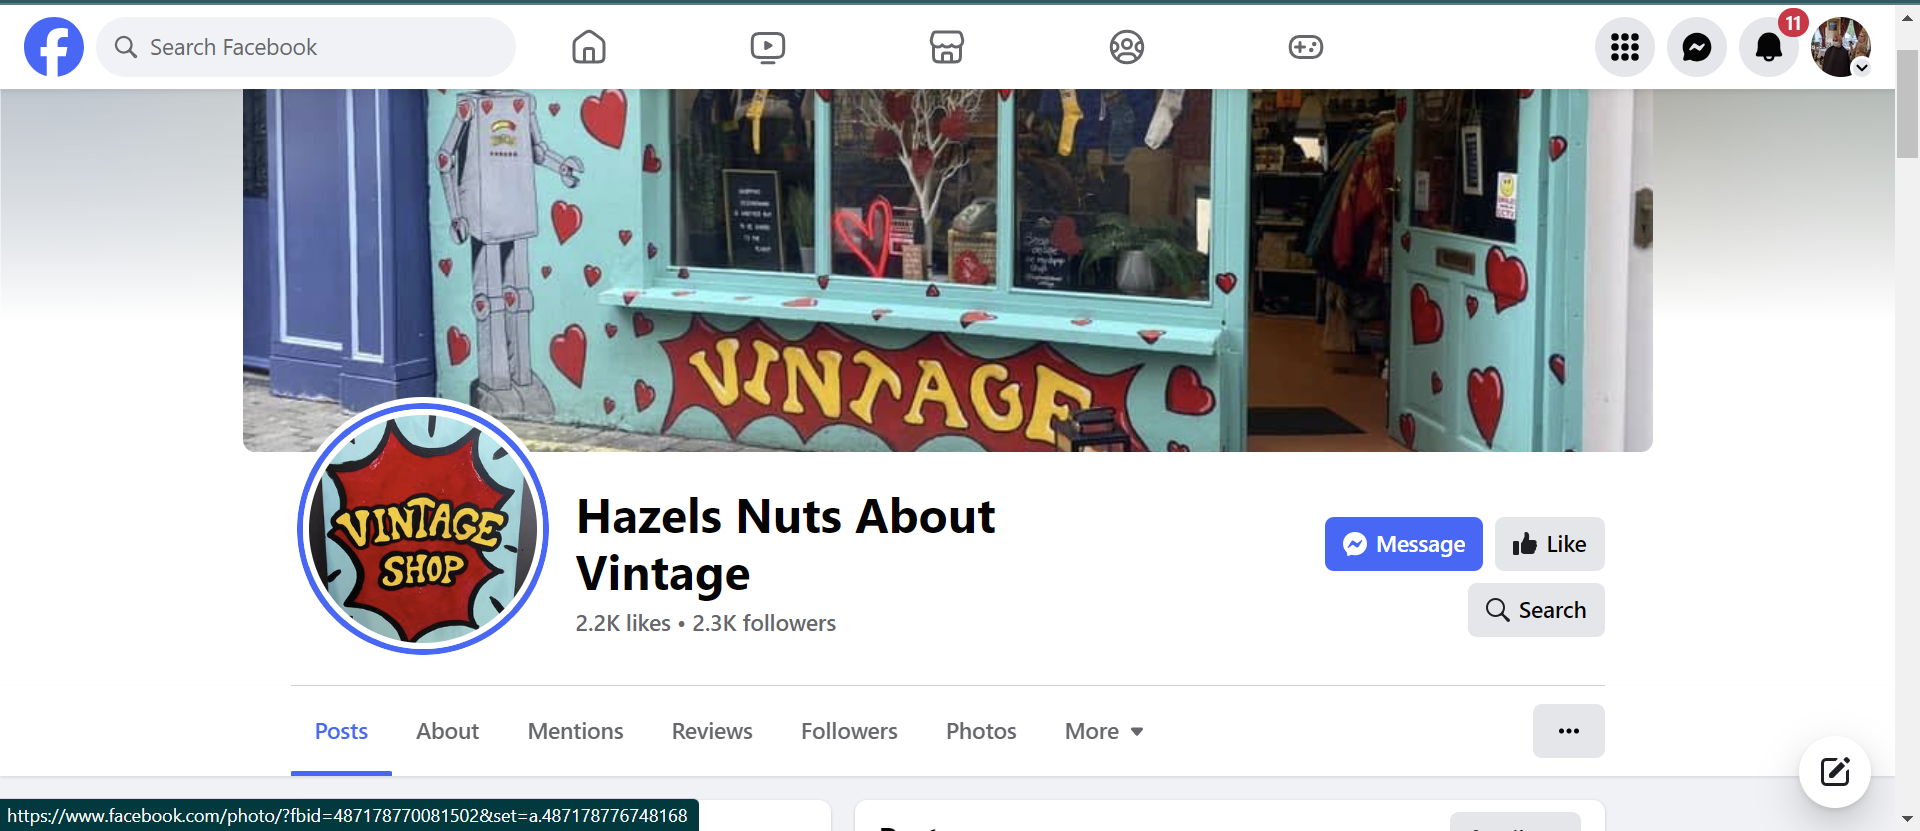 Search Facebook
11
VINTAGE
VINTAGE
SHOP
Hazels Nuts About
Vintage
2.2K likes • 2.3K followers
Message
Like
Search
Posts
About
Mentions
Reviews
Followers
Photos
More
https://www.facebook.com/photo/?fbid=487178770081502&set=a.487178776748168